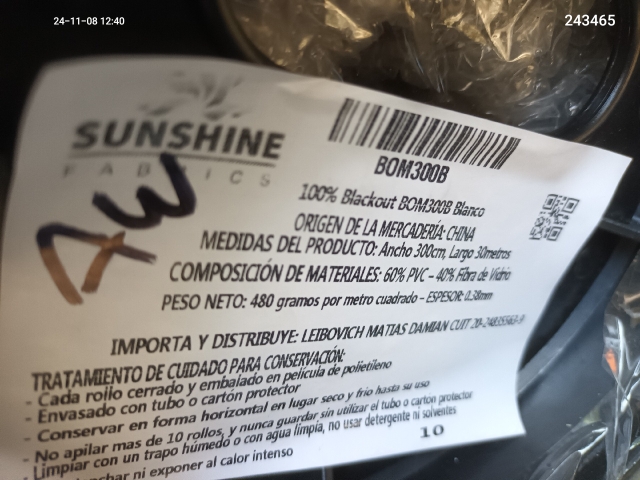 24-11-08 12:40
243465
SUNSHINE
FABRICS
AW
BOM300B
100% Blackout BOM300B Blanco
ORIGEN DE LA MERCADERÍA: CHINA
MEDIDAS DEL PRODUCTO: Ancho 300cm, Largo 30metros
COMPOSICIÓN DE MATERIALES: 60% PVC - 40% Fibra de Vidrio
PESO NETO: 480 gramos por metro cuadrado - ESPESOR: 0.38mm
IMPORTA Y DISTRIBUYE: LEIBOVICH MATIAS DAMIAN CUIT
TRATAMIENTO DE CUIDADO PARA CONSERVACIÓN:
- Cada rollo cerrado y embalado en película de polietileno
- Envasado con tubo o cartón protector
- Conservar en forma horizontal en lugar seco y frío hasta su uso
- No apilar mas de 10 rollos, y nunca guardar sin utilizar el tubo o carton protector
- Limpiar con un trapo húmedo o con agua limpia, no usar detergente ni solventes
ni exponer al calor intenso
10